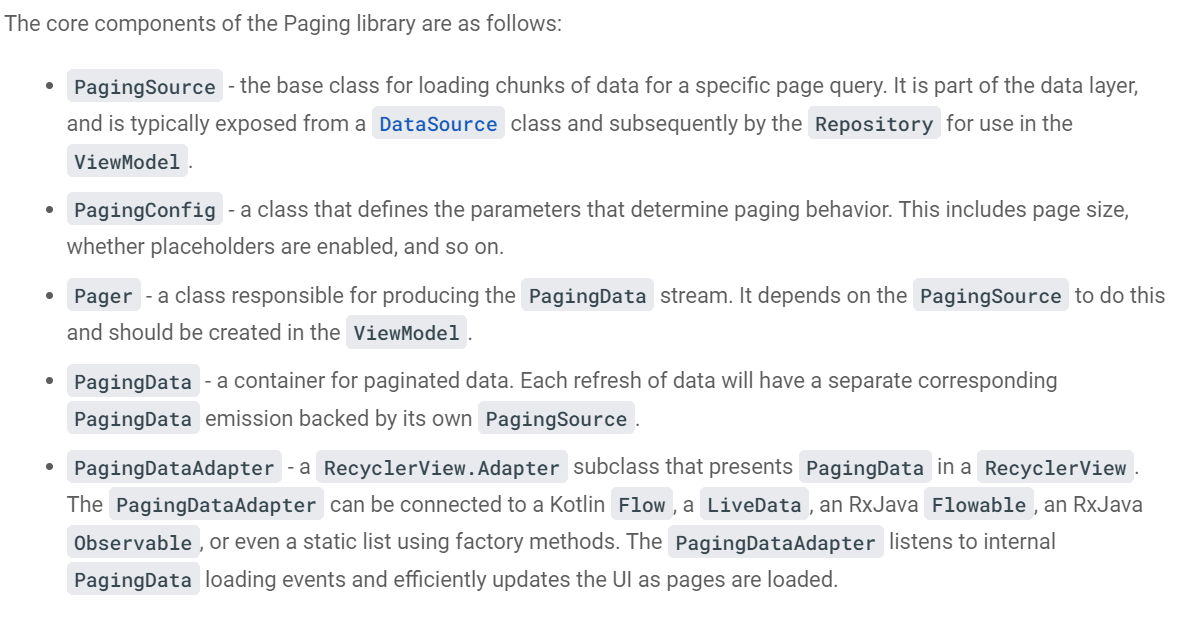 The core components of the Paging library are as follows:
• PagingSource - the base class for loading chunks of data for a specific page query. It is part of the data layer,
and is typically exposed from a DataSource class and subsequently by the Repository for use in the
ViewModel.
• PagingConfig - a class that defines the parameters that determine paging behavior. This includes page size,
whether placeholders are enabled, and so on.
• Pager - a class responsible for producing the PagingData stream. It depends on the PagingSource to do this
and should be created in the ViewModel.
• PagingData - a container for paginated data. Each refresh of data will have a separate corresponding
PagingData emission backed by its own PagingSource.
• PagingDataAdapter - a RecyclerView.Adapter subclass that presents PagingData in a RecyclerView.
The PagingDataAdapter can be connected to a Kotlin Flow, a LiveData, an RxJava Flowable, an RxJava
Observable, or even a static list using factory methods. The PagingDataAdapter listens to internal
PagingData loading events and efficiently updates the UI as pages are loaded.